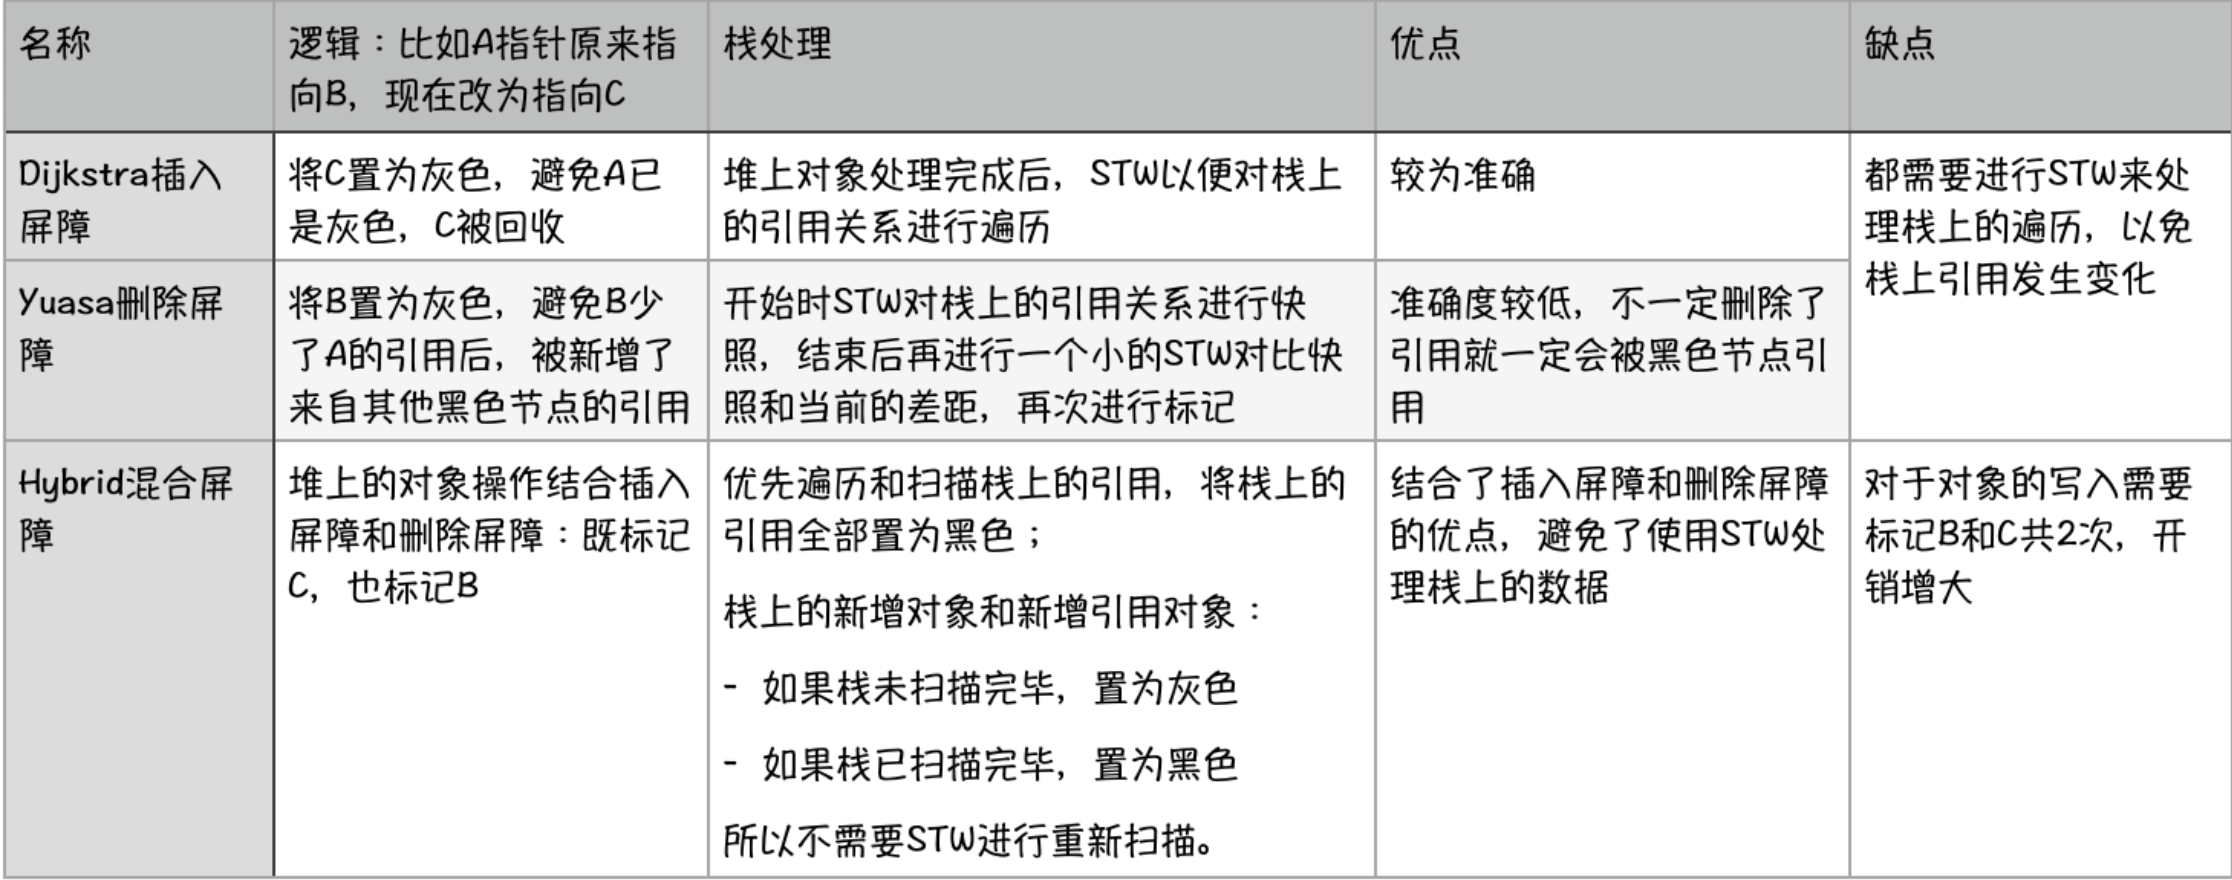 名称
逻辑：比如A指针原来指
向B，现在改为指向C
栈处理
优点
缺点
Dijkstra插入
屏障
将C置为灰色，避免A已
是灰色，C被回收
堆上对象处理完成后，STW以便对栈上
的引用关系进行遍历
较为准确
都需要进行STW来处
理栈上的遍历，以免
栈上引用发生变化
Yuasa删除屏
障
将B置为灰色，避免B少
了A的引用后，被新增了
来自其他黑色节点的引用
开始时STW对栈上的引用关系进行快
照，结束后再进行一个小的STW对比快
照和当前的差距，再次进行标记
准确度较低，不一定删除了
引用就一定会被黑色节点引
用
Hybrid混合屏
障
堆上的对象操作结合插入
屏障和删除屏障：既标记
C，也标记B
优先遍历和扫描栈上的引用，将栈上的
引用全部置为黑色；
栈上的新增对象和新增引用对象：
- 如果栈未扫描完毕，置为灰色
- 如果栈已扫描完毕，置为黑色
所以不需要STW进行重新扫描。
结合了插入屏障和删除屏障
的优点，避免了使用STW处
理栈上的数据
对于对象的写入需要
标记B和C共2次，开
销增大